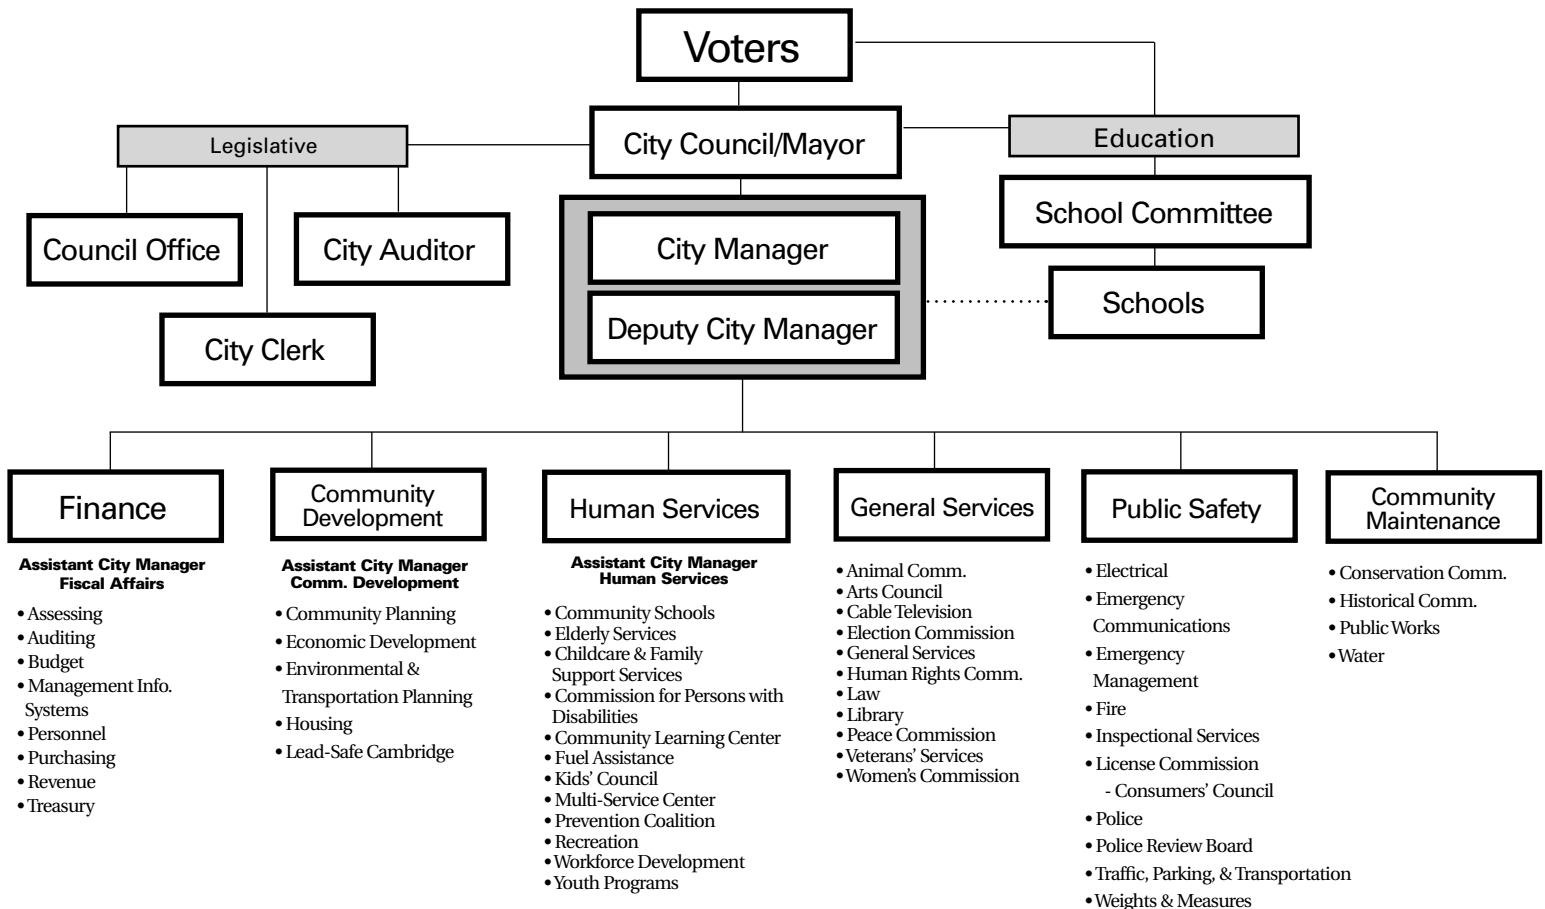 Voters
City Council/Mayor
Legislative
Education
Council Office
City Auditor
City Clerk
City Manager
Deputy City Manager
School Committee
Schools
Finance
Assistant City Manager
Fiscal Affairs
• Assessing
• Auditing
• Budget
• Management Info.
Systems
• Personnel
• Purchasing
• Revenue
• Treasury
Community
Development
Assistant City Manager
Comm. Development
• Community Planning
• Economic Development
• Environmental &
Transportation Planning
• Housing
• Lead-Safe Cambridge
Human Services
Assistant City Manager
Human Services
• Community Schools
• Elderly Services
• Childcare & Family
Support Services
• Commission for Persons with
Disabilities
• Community Learning Center
• Fuel Assistance
• Kids’ Council
• Multi-Service Center
• Prevention Coalition
• Recreation
• Workforce Development
• Youth Programs
General Services
• Animal Comm.
• Arts Council
• Cable Television
• Election Commission
• General Services
• Human Rights Comm.
• Law
• Library
• Peace Commission
• Veterans’ Services
• Women’s Commission
Public Safety
• Electrical
• Emergency
Communications
• Emergency
Management
• Fire
• Inspectional Services
• License Commission
- Consumers’ Council
• Police
• Police Review Board
• Traffic, Parking, & Transportation
• Weights & Measures
Community
Maintenance
• Conservation Comm.
• Historical Comm.
• Public Works
• Water